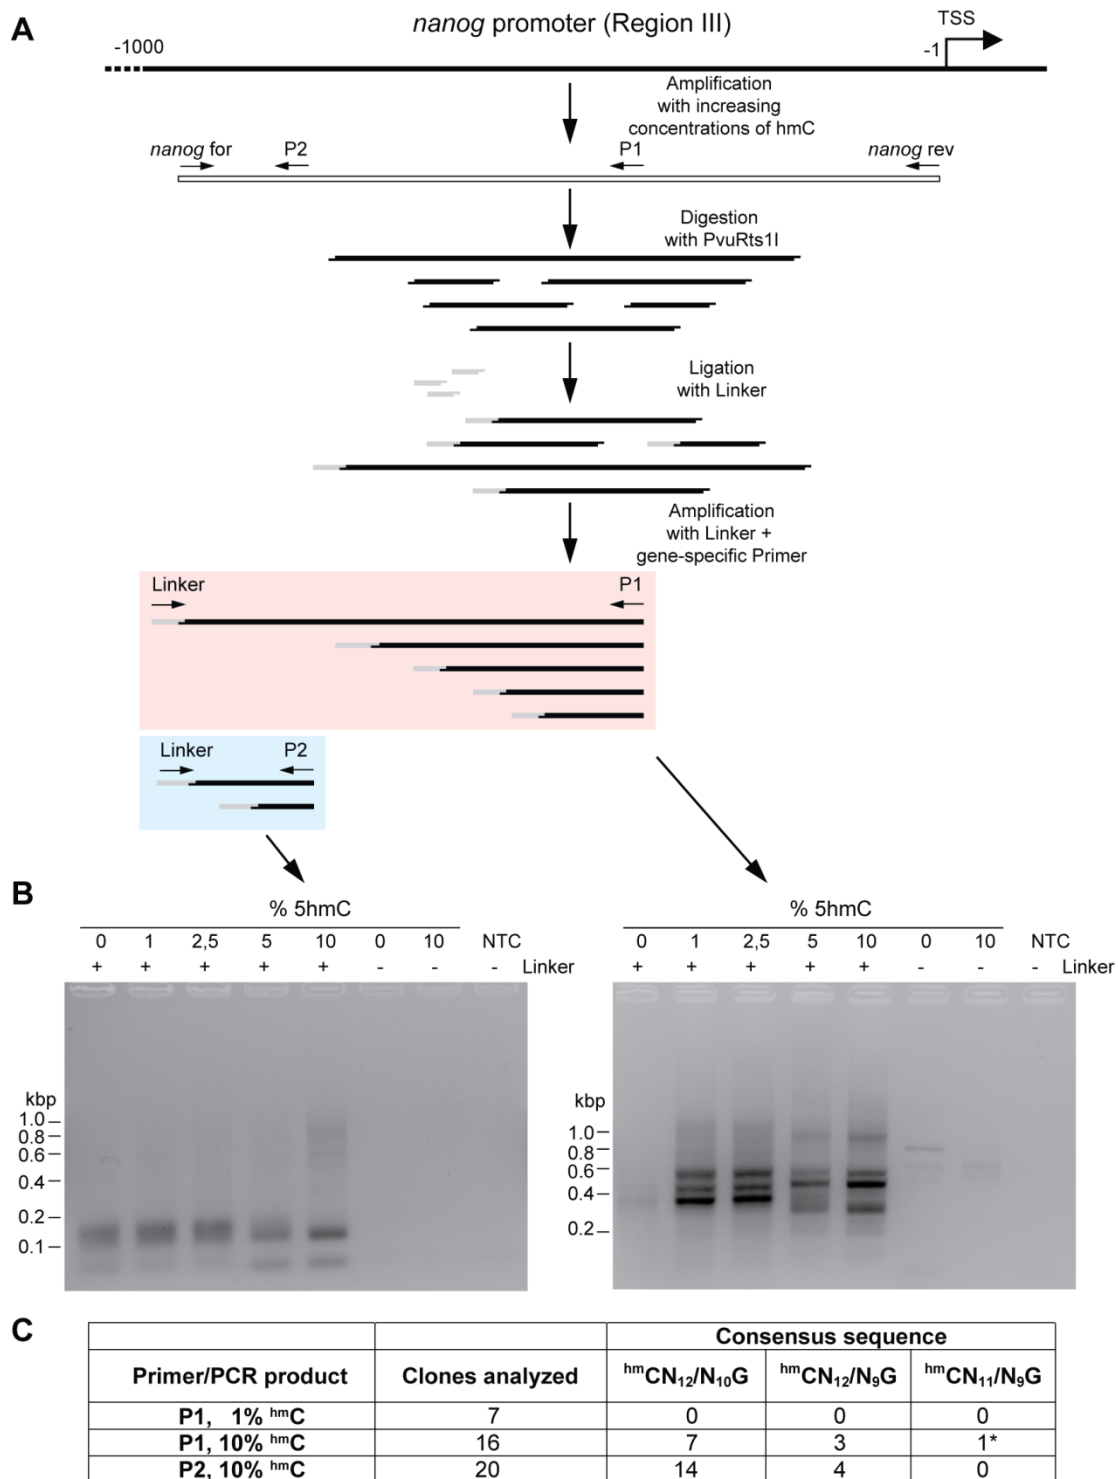 A
nanog promoter (Region III)
TSS
-1000
-1
Amplification
with increasing
concentrations of hmC
nanog for
P2
P1
nanog rev
Digestion
with PvuRts1I
Ligation
with Linker
Amplification
with Linker +
gene-specific Primer
Linker
P1
Linker
P2
B
% 5hmC
0 1 2,5 5 10 0 10 NTC
+ + + + + - - - Linker
kbp
1.0
0.8
0.6
0.4
0.2
0.1
% 5hmC
0 1 2,5 5 10 0 10 NTC
+ + + + + - - - Linker
kbp
1.0
0.8
0.6
0.4
0.2
C
Consensus sequence
Primer/PCR product Clones analyzed hmCN12/N10G hmCN12/N9G hmCN11/N9G
P1, 1% hmC 7 0 0 0
P1, 10% hmC 16 7 3 1*
P2, 10% hmC 20 14 4 0